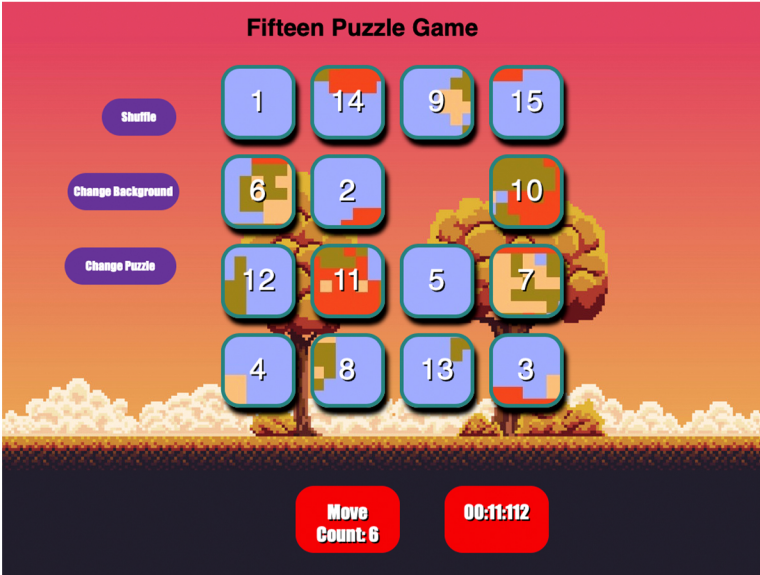 Fifteen Puzzle Game
1 14 9 15
Shuffle
6 2 10
Change Background
12 11 5 7
Change Puzzle
4 8 13 3
Move
Count: 6
00:11:112